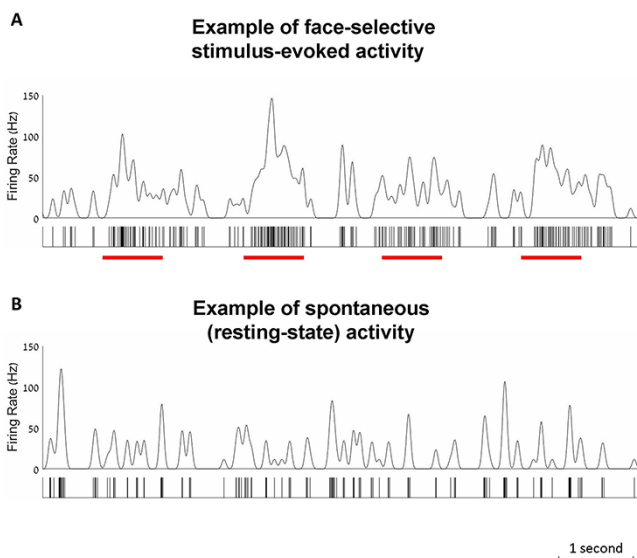 A
Example of face-selective
stimulus-evoked activity
Firing Rate (Hz)
150
100
50
0
B
Example of spontaneous
(resting-state) activity
Firing Rate (Hz)
150
100
50
0
1 second